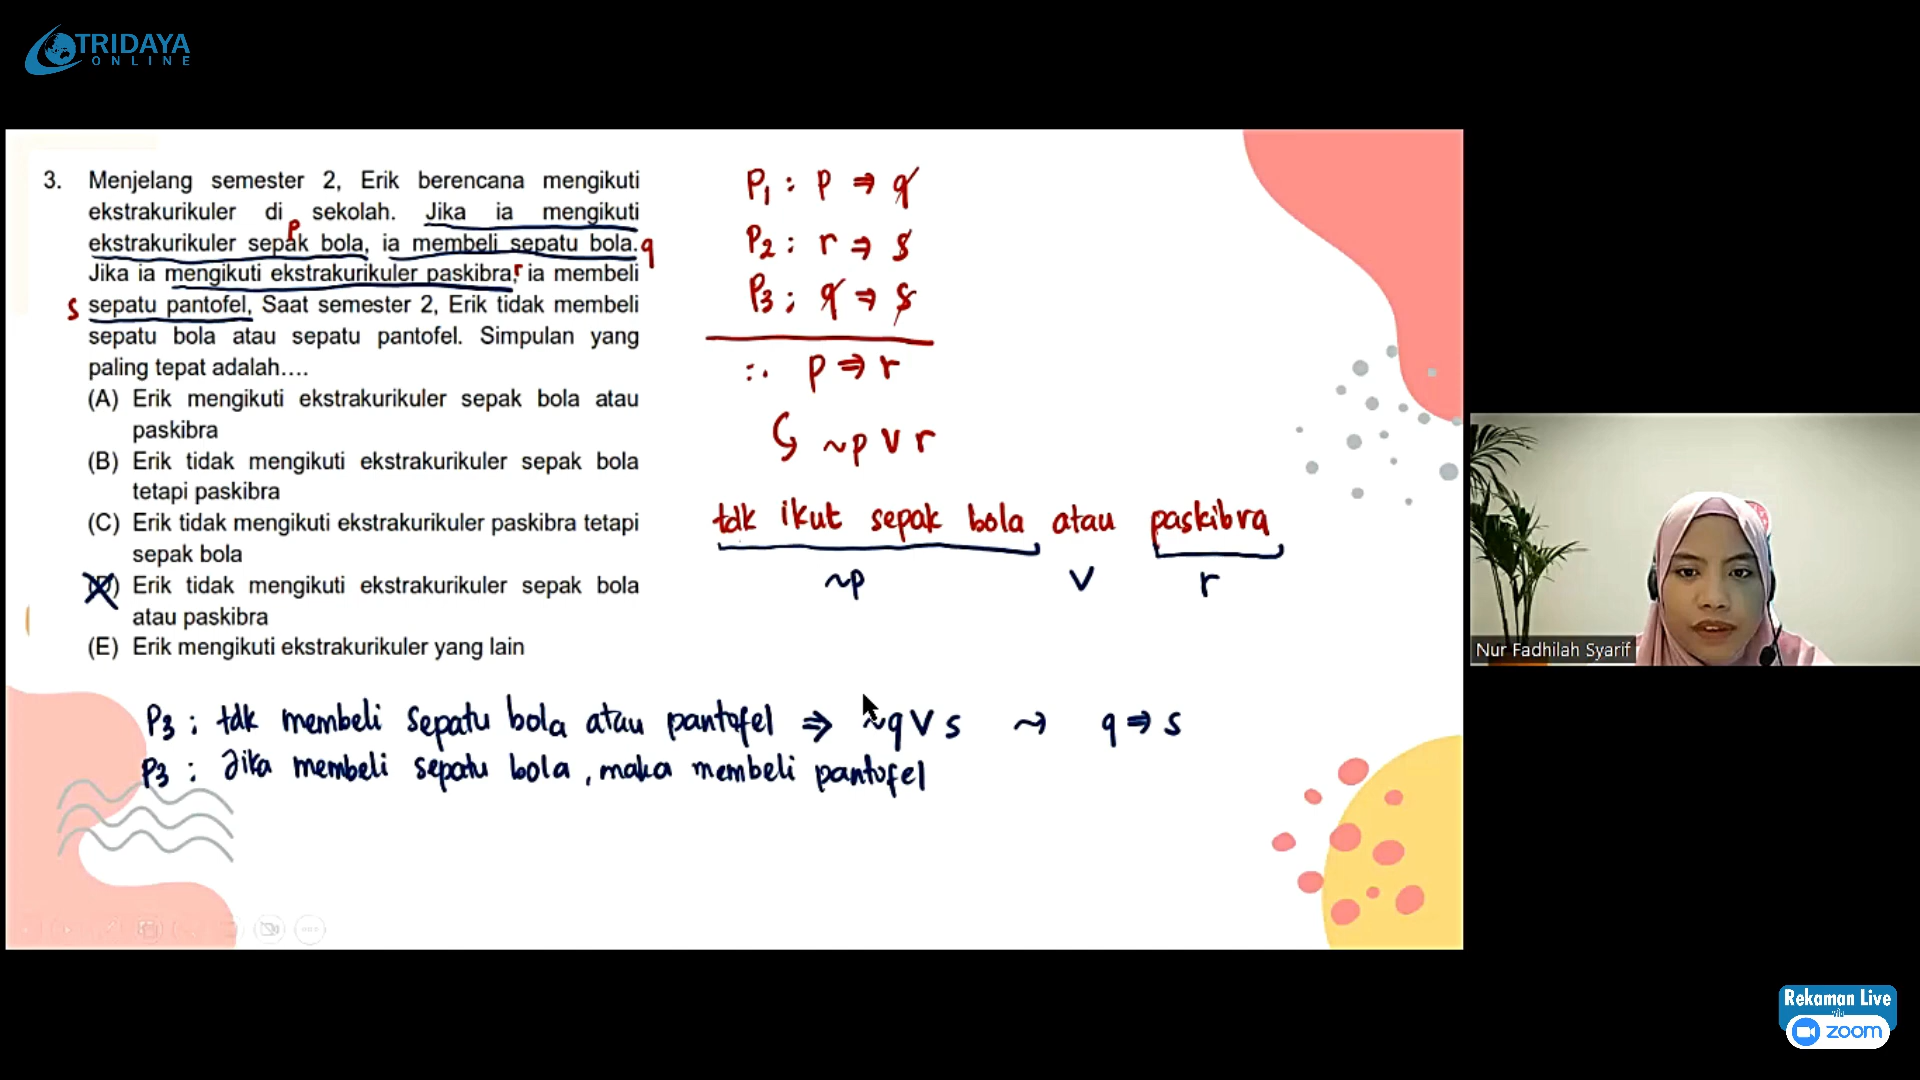 TRIDAYA
ONLINE
3. Menjelang semester 2, Erik berencana mengikuti
ekstrakurikuler di sekolah. Jika ia mengikuti
p
ekstrakurikuler sepak bola, ia membeli sepatu bola. q
Jika ia mengikuti ekstrakurikuler paskibra, r ia membeli
s sepatu pantofel, Saat semester 2, Erik tidak membeli
sepatu bola atau sepatu pantofel. Simpulan yang
paling tepat adalah....
(A) Erik mengikuti ekstrakurikuler sepak bola atau
paskibra
(B) Erik tidak mengikuti ekstrakurikuler sepak bola
tetapi paskibra
(C) Erik tidak mengikuti ekstrakurikuler paskibra tetapi
sepak bola
(D) Erik tidak mengikuti ekstrakurikuler sepak bola
atau paskibra
(E) Erik mengikuti ekstrakurikuler yang lain
P1 : p ⇒ q
P2 : r ⇒ s
P3 ; q ⇒ s
∴ p ⇒ r
↳ ~p ∨ r
tdk ikut sepak bola atau paskibra
~p ∨ r
P3 : tdk membeli sepatu bola atau pantofel ⇒ ~q ∨ s ⇝ q ⇒ s
P3 : Jika membeli sepatu bola, maka membeli pantofel
Nur Fadhilah Syarif
Rekaman Live
via
zoom